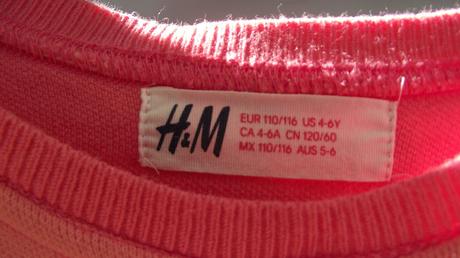 H&M
EUR 110/116 US 4-6Y
CA 4-6A CN 120/60
MX 110/116 AUS 5-6